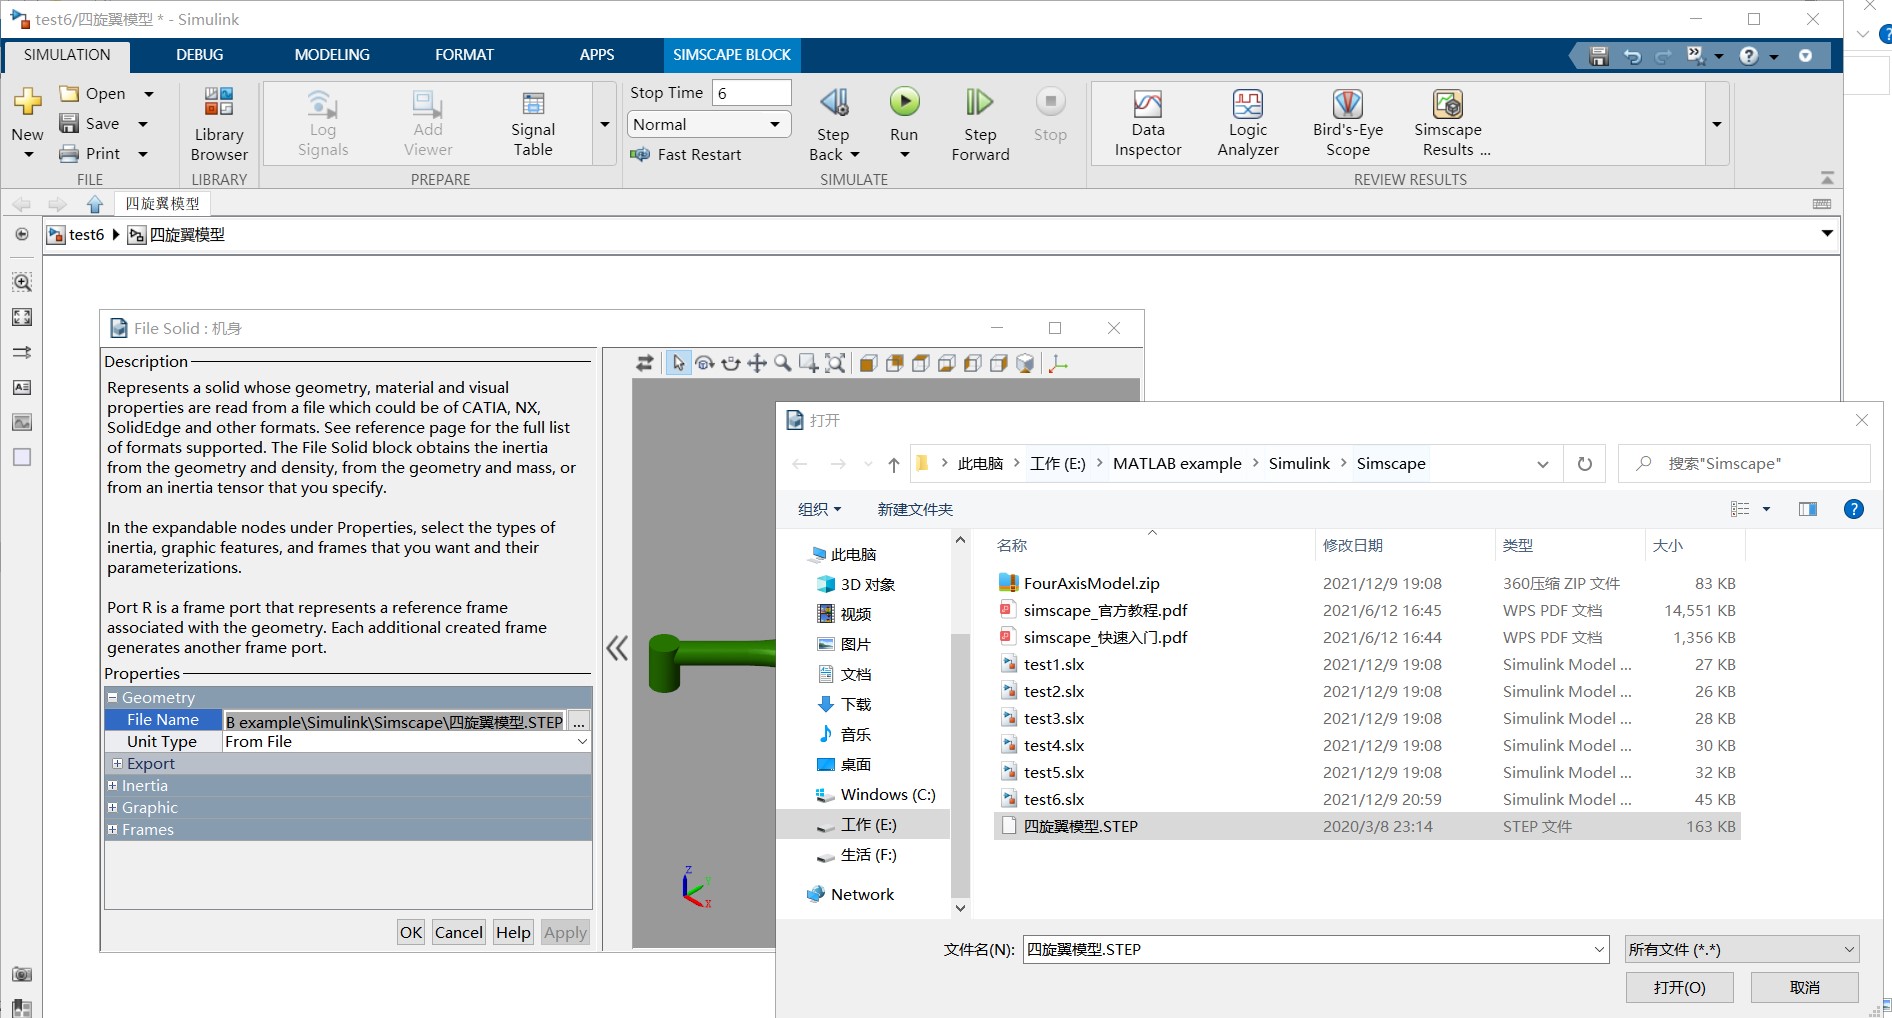 test6/四旋翼模型 * - Simulink
SIMULATION
DEBUG
MODELING
FORMAT
APPS
SIMSCAPE BLOCK
New
Open
Save
Print
FILE
Library
Browser
LIBRARY
Log
Signals
Add
Viewer
Signal
Table
PREPARE
Stop Time 6
Normal
Fast Restart
Step
Back
Run
Step
Forward
Stop
SIMULATE
Data
Inspector
Logic
Analyzer
Bird's-Eye
Scope
Simscape
Results ...
REVIEW RESULTS
四旋翼模型
test6
四旋翼模型
File Solid : 机身
Description
Represents a solid whose geometry, material and visual
properties are read from a file which could be of CATIA, NX,
SolidEdge and other formats. See reference page for the full list
of formats supported. The File Solid block obtains the inertia
from the geometry and density, from the geometry and mass, or
from an inertia tensor that you specify.
In the expandable nodes under Properties, select the types of
inertia, graphic features, and frames that you want and their
parameterizations.
Port R is a frame port that represents a reference frame
associated with the geometry. Each additional created frame
generates another frame port.
Properties
Geometry
File Name B example\Simulink\Simscape\四旋翼模型.STEP ...
Unit Type From File
Export
Inertia
Graphic
Frames
OK Cancel Help Apply
Z
Y
X
打开
此电脑 工作 (E:) MATLAB example Simulink Simscape
搜索"Simscape"
组织
新建文件夹
此电脑
3D 对象
视频
图片
文档
下载
音乐
桌面
Windows (C:)
工作 (E:)
生活 (F:)
Network
名称 修改日期 类型 大小
FourAxisModel.zip 2021/12/9 19:08 360压缩 ZIP 文件 83 KB
simscape_官方教程.pdf 2021/6/12 16:45 WPS PDF 文档 14,551 KB
simscape_快速入门.pdf 2021/6/12 16:44 WPS PDF 文档 1,356 KB
test1.slx 2021/12/9 19:08 Simulink Model ... 27 KB
test2.slx 2021/12/9 19:08 Simulink Model ... 26 KB
test3.slx 2021/12/9 19:08 Simulink Model ... 28 KB
test4.slx 2021/12/9 19:08 Simulink Model ... 30 KB
test5.slx 2021/12/9 19:08 Simulink Model ... 32 KB
test6.slx 2021/12/9 20:59 Simulink Model ... 45 KB
四旋翼模型.STEP 2020/3/8 23:14 STEP 文件 163 KB
文件名(N): 四旋翼模型.STEP
所有文件 (*.*)
打开(O)
取消